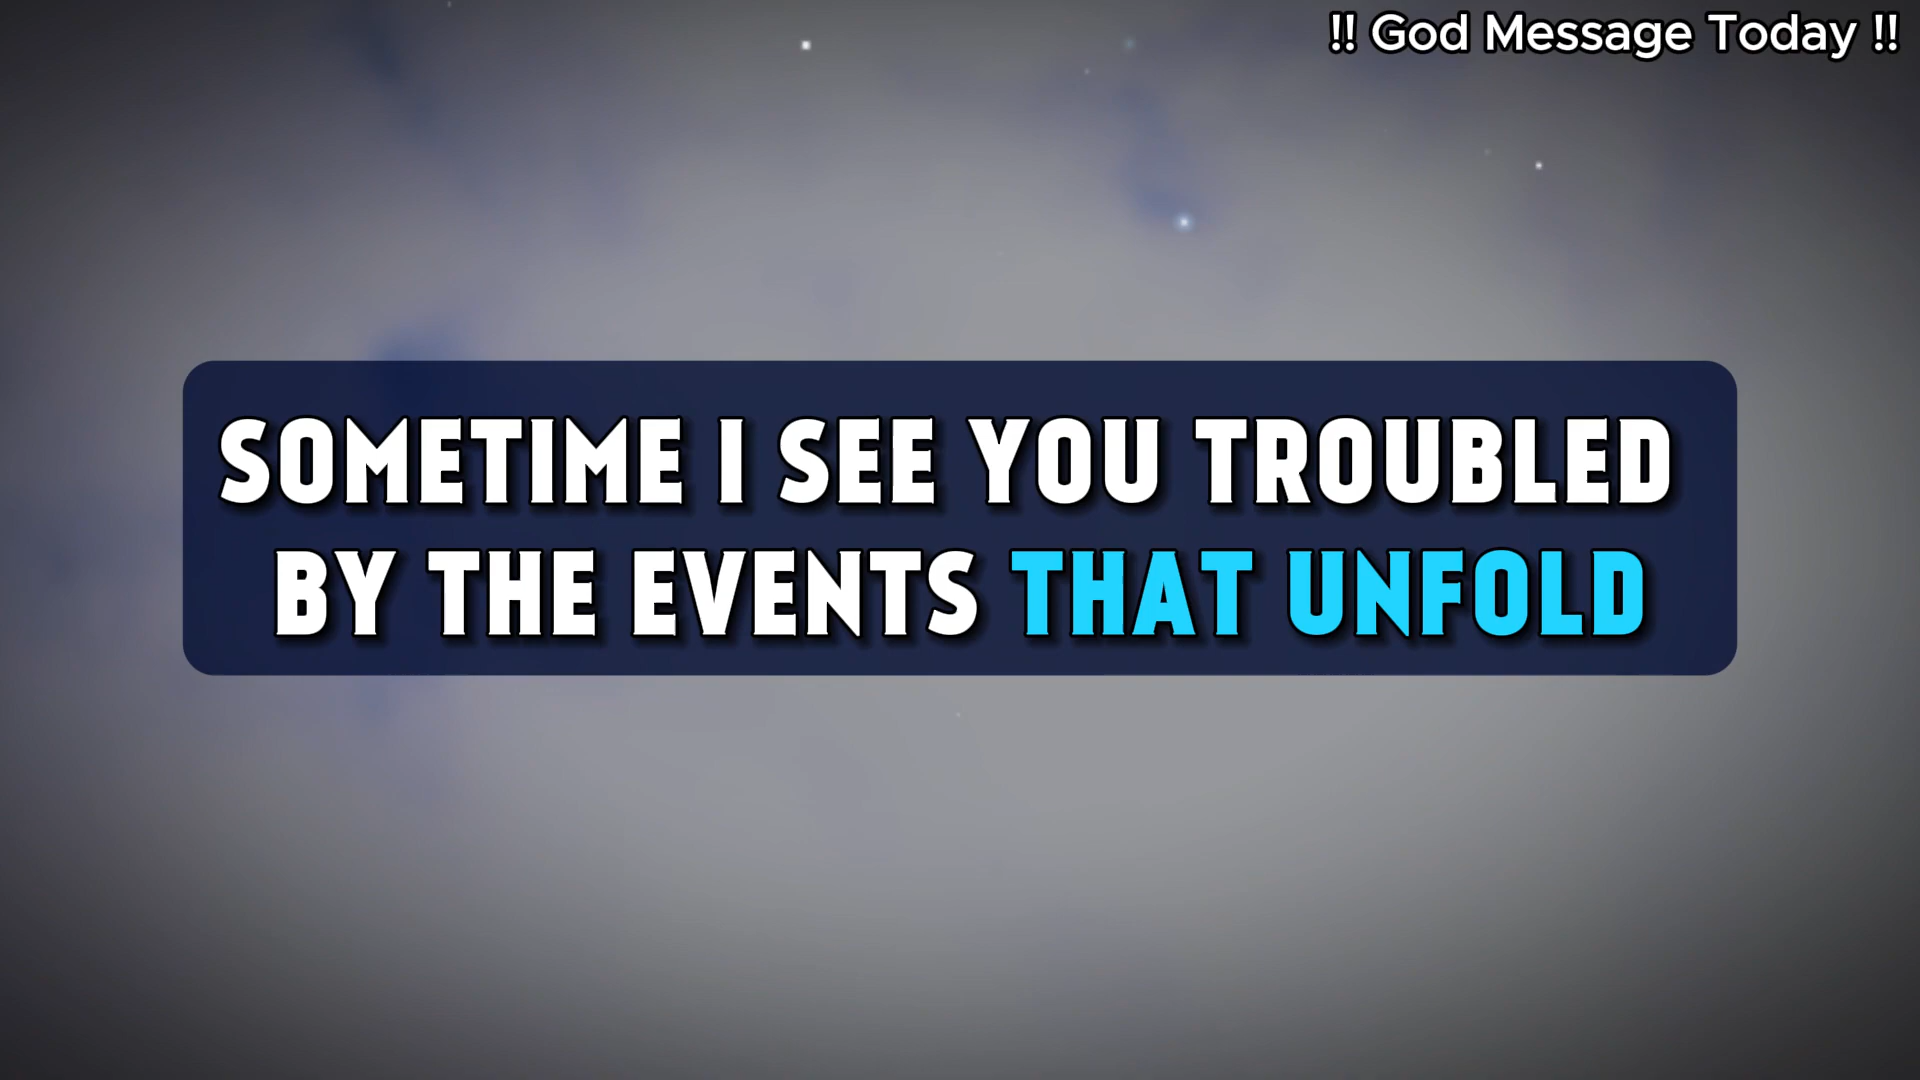 !! God Message Today !!
SOMETIME I SEE YOU TROUBLED
BY THE EVENTS THAT UNFOLD